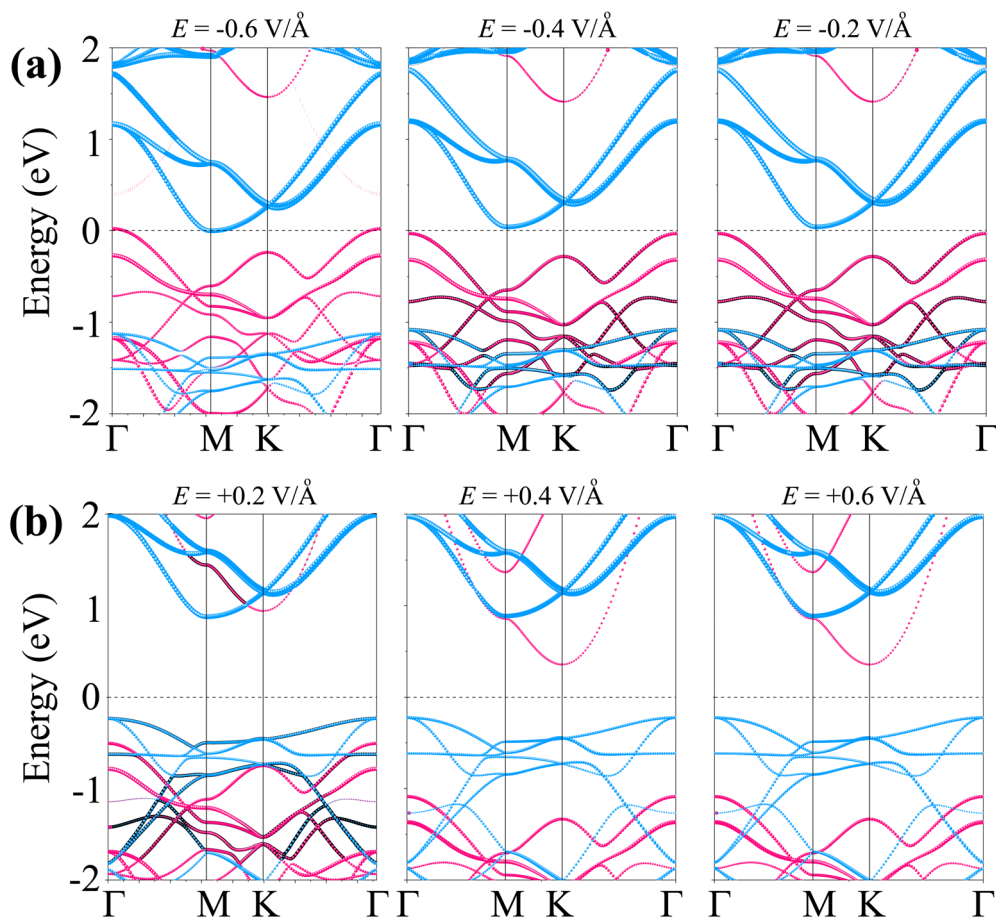 (a)
E = -0.6 V/Å
E = -0.4 V/Å
E = -0.2 V/Å
Energy (eV)
2
1
0
-1
-2
Γ M K Γ
Γ M K Γ
Γ M K Γ
(b)
E = +0.2 V/Å
E = +0.4 V/Å
E = +0.6 V/Å
Energy (eV)
2
1
0
-1
-2
Γ M K Γ
Γ M K Γ
Γ M K Γ